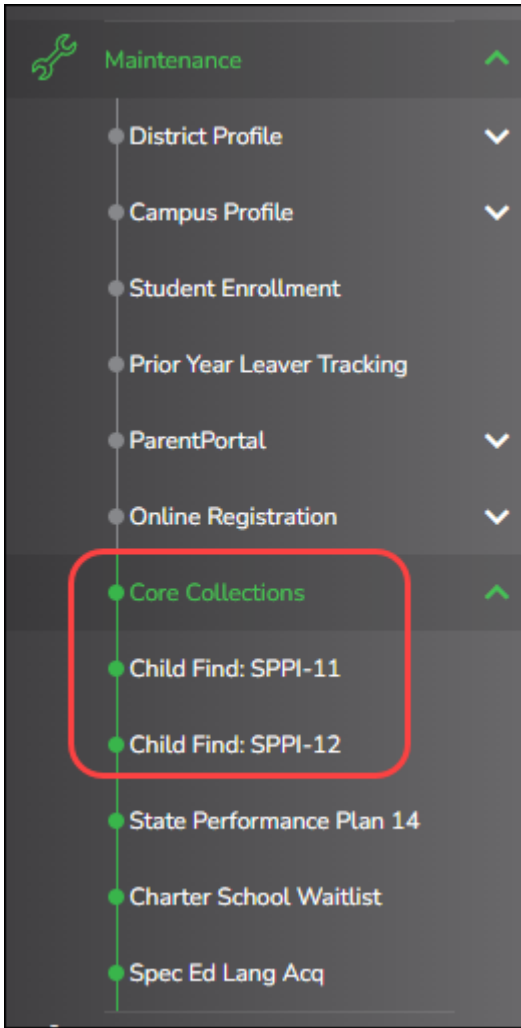 Maintenance
District Profile
Campus Profile
Student Enrollment
Prior Year Leaver Tracking
ParentPortal
Online Registration
Core Collections
Child Find: SPPI-11
Child Find: SPPI-12
State Performance Plan 14
Charter School Waitlist
Spec Ed Lang Acq